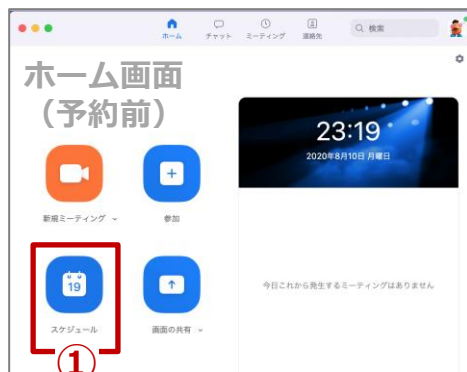 ホーム チャット ミーティング 連絡先 検索
ホーム画面
（予約前）
23:19
2020年8月10日 月曜日
新規ミーティング 参加
今日これから発生するミーティングはありません
19
スケジュール 画面の共有
①